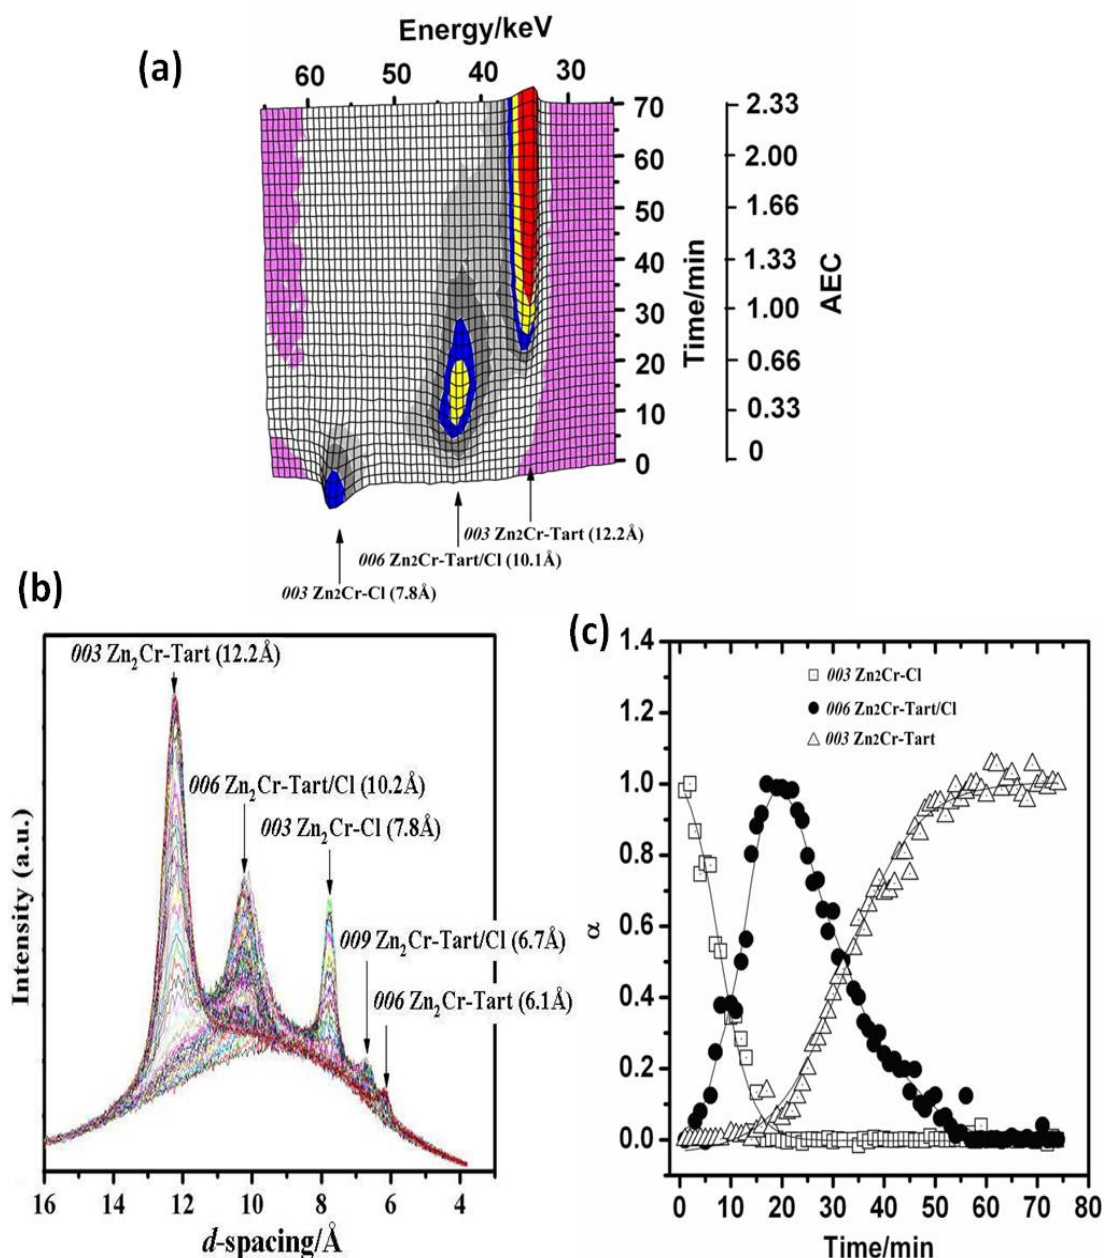 Energy/keV
(a)
60 50 40 30
70 2.33
60 2.00
50 1.66
40 1.33
30 1.00
20 0.66
10 0.33
0 0
Time/min
AEC
003 Zn2Cr-Tart (12.2Å)
006 Zn2Cr-Tart/Cl (10.1Å)
003 Zn2Cr-Cl (7.8Å)
(b)
003 Zn₂Cr-Tart (12.2Å)
006 Zn₂Cr-Tart/Cl (10.2Å)
003 Zn₂Cr-Cl (7.8Å)
009 Zn₂Cr-Tart/Cl (6.7Å)
006 Zn₂Cr-Tart (6.1Å)
Intensity (a.u.)
16 14 12 10 8 6 4
d-spacing/Å
(c)
1.4
1.2
1.0
0.8
0.6
0.4
0.2
0.0
α
003 Zn2Cr-Cl
006 Zn2Cr-Tart/Cl
003 Zn2Cr-Tart
0 10 20 30 40 50 60 70 80
Time/min